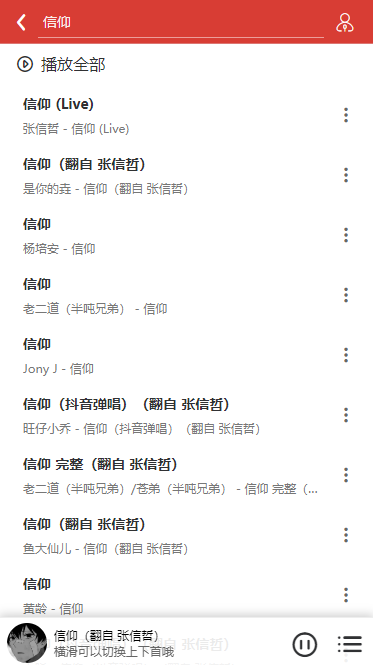 信仰
播放全部
信仰 (Live)
张信哲 - 信仰 (Live)
信仰（翻自 张信哲）
是你的垚 - 信仰（翻自 张信哲）
信仰
杨培安 - 信仰
信仰
老二道（半吨兄弟） - 信仰
信仰
Jony J - 信仰
信仰（抖音弹唱）（翻自 张信哲）
旺仔小乔 - 信仰（抖音弹唱）（翻自 张信哲）
信仰 完整（翻自 张信哲）
老二道（半吨兄弟）/苍弟（半吨兄弟） - 信仰 完整（...
信仰（翻自 张信哲）
鱼大仙儿 - 信仰（翻自 张信哲）
信仰
黄龄 - 信仰
信仰（翻自 张信哲）
横滑可以切换上下首哦